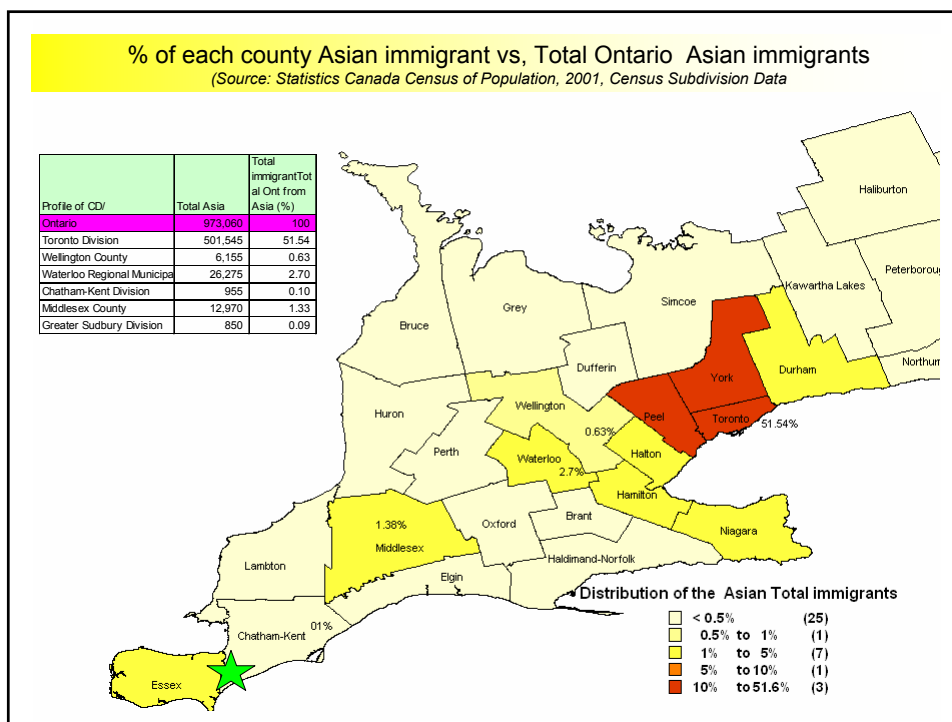 % of each county Asian immigrant vs, Total Ontario Asian immigrants
(Source: Statistics Canada Census of Population, 2001, Census Subdivision Data
Profile of CD/ Total Asia Total immigrantTot al Ont from Asia (%)
Ontario 973,060 100
Toronto Division 501,545 51.54
Wellington County 6,155 0.63
Waterloo Regional Municipa 26,275 2.70
Chatham-Kent Division 955 0.10
Middlesex County 12,970 1.33
Greater Sudbury Division 850 0.09
Haliburton
Peterborough
Kawartha Lakes
Simcoe
Grey
Bruce
Northum
Durham
York
Dufferin
Toronto
51.54%
Peel
Wellington
0.63%
Huron
Halton
Perth
Waterloo
2.7%
Hamilton
Brant
Oxford
1.38%
Middlesex
Niagara
Haldimand-Norfolk
Lambton
Elgin
01%
Chatham-Kent
Essex
Distribution of the Asian Total immigrants
< 0.5% (25)
0.5% to 1% (1)
1% to 5% (7)
5% to 10% (1)
10% to 51.6% (3)